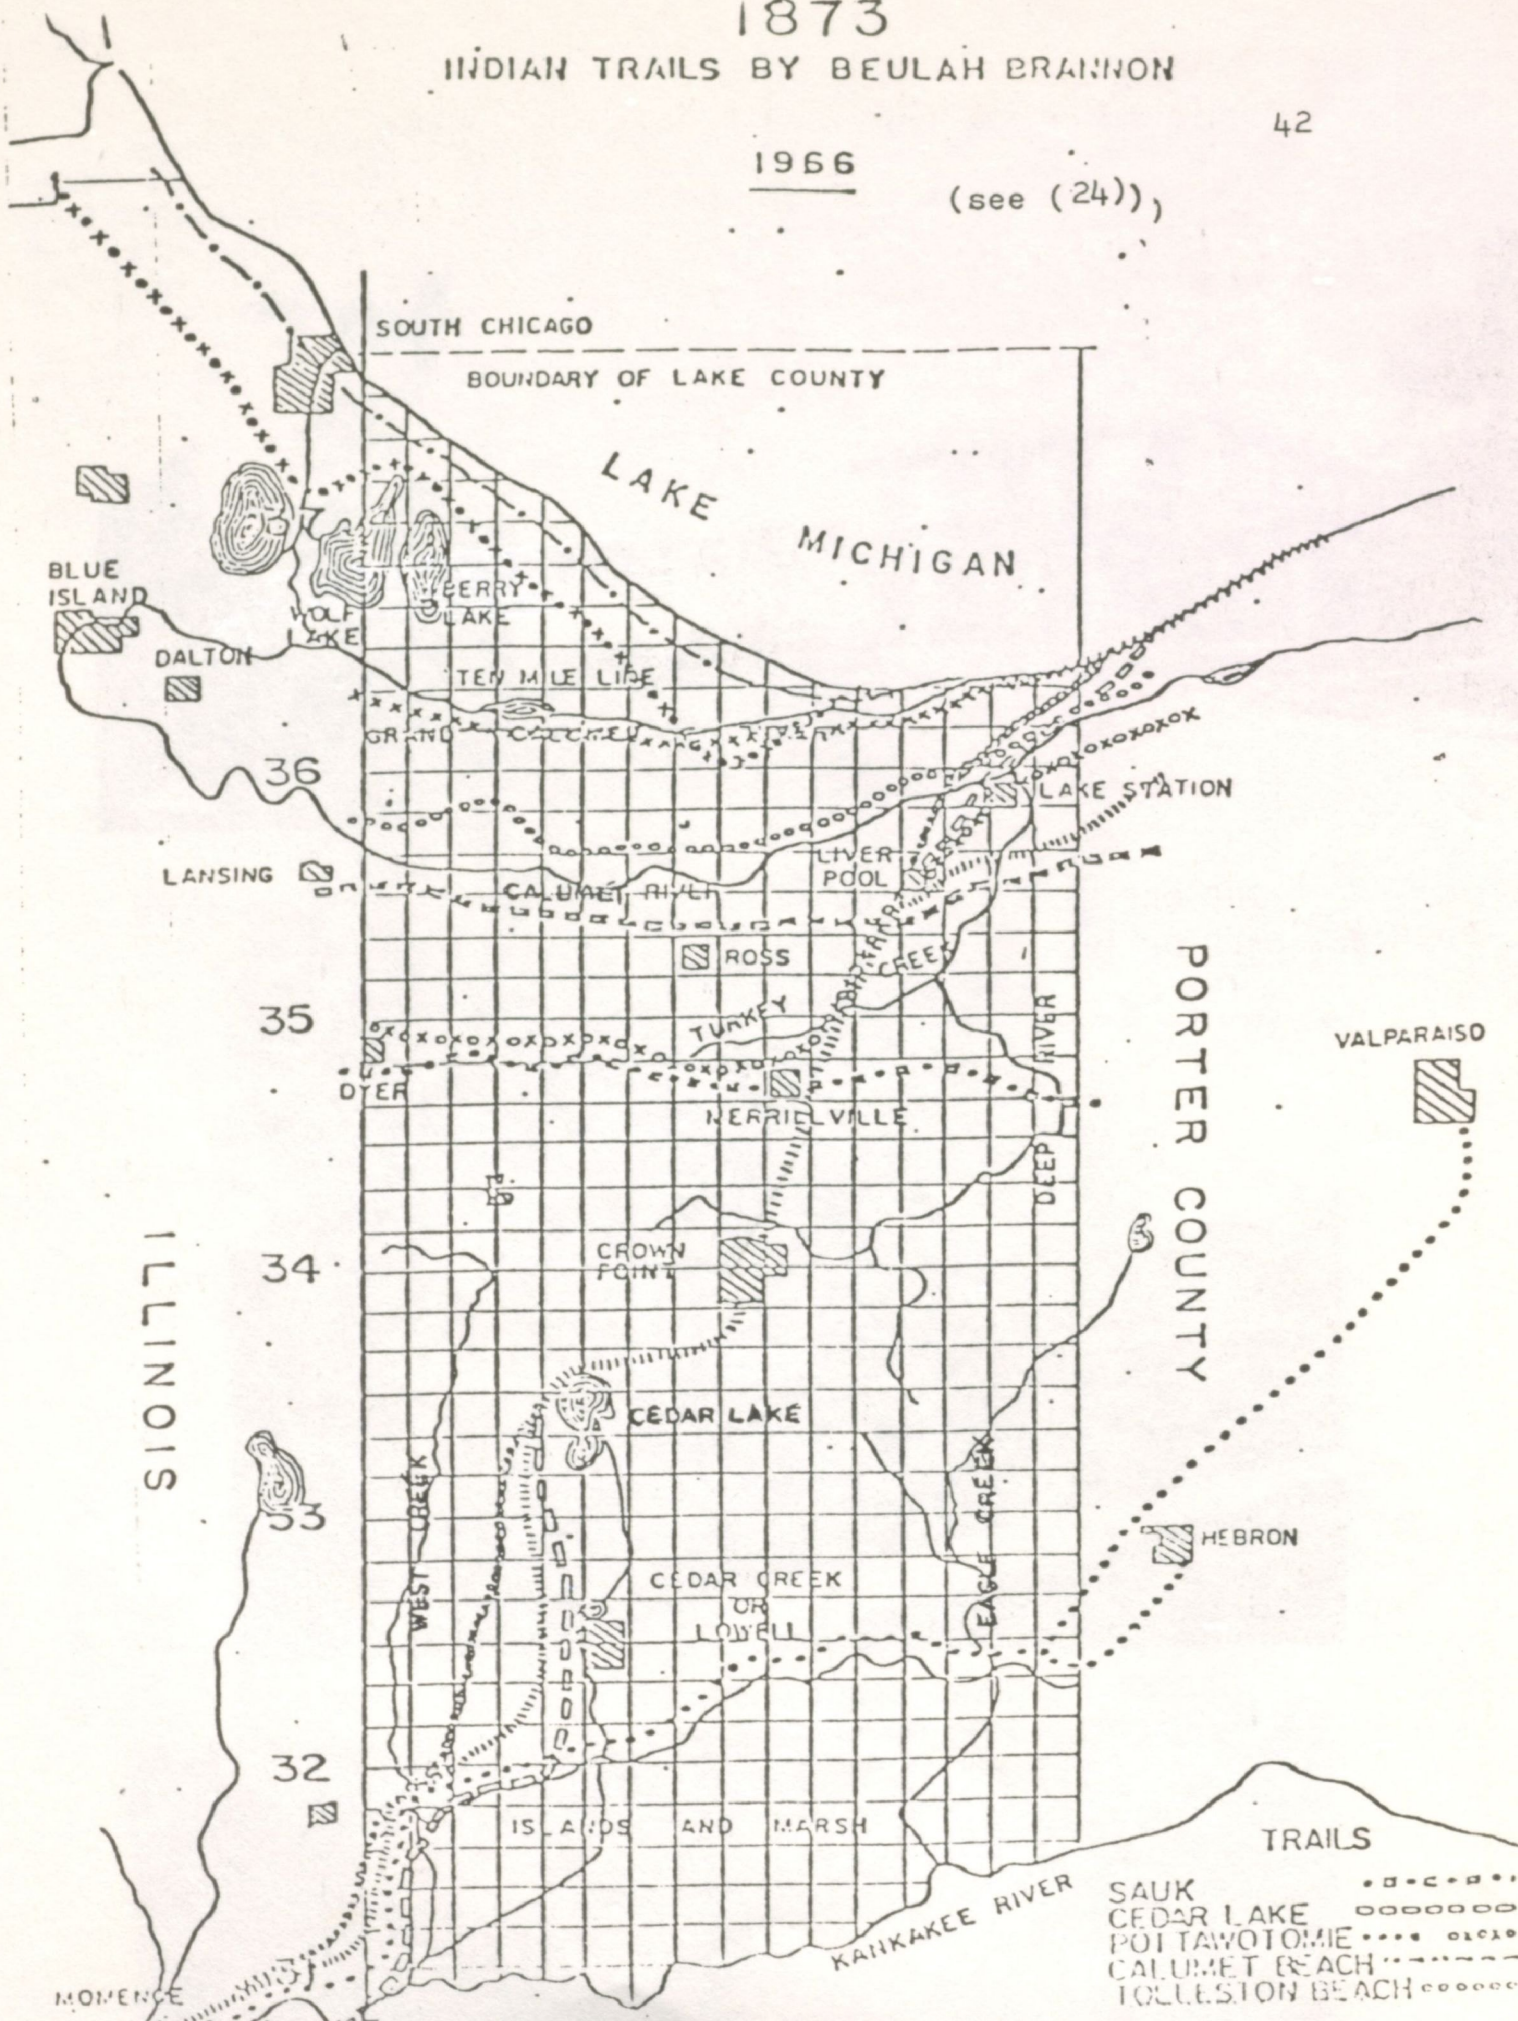 1873
INDIAN TRAILS BY BEULAH BRANNON
42
1966
(see (24)),
SOUTH CHICAGO
BOUNDARY OF LAKE COUNTY
LAKE MICHIGAN
BLUE
ISLAND
WOLF
LAKE
BERRY
LAKE
DALTON
TEN MILE LINE
GRAND CALUMET RIVER
36
LAKE STATION
LANSING
LIVER
POOL
CALUMET RIVER
ROSS
CREEK
TURKEY
35
DYER
MERRILLVILLE
DEEP RIVER
PORTER COUNTY
VALPARAISO
ILLINOIS
34
CROWN
POINT
CEDAR LAKE
WEST CREEK
33
EAGLE CREEK
HEBRON
CEDAR CREEK
OR
LOWELL
32
ISLANDS AND MARSH
KANKAKEE RIVER
MOMENCE
TRAILS
SAUK
CEDAR LAKE
POTTAWOTOMIE
CALUMET BEACH
TOLLESTON BEACH